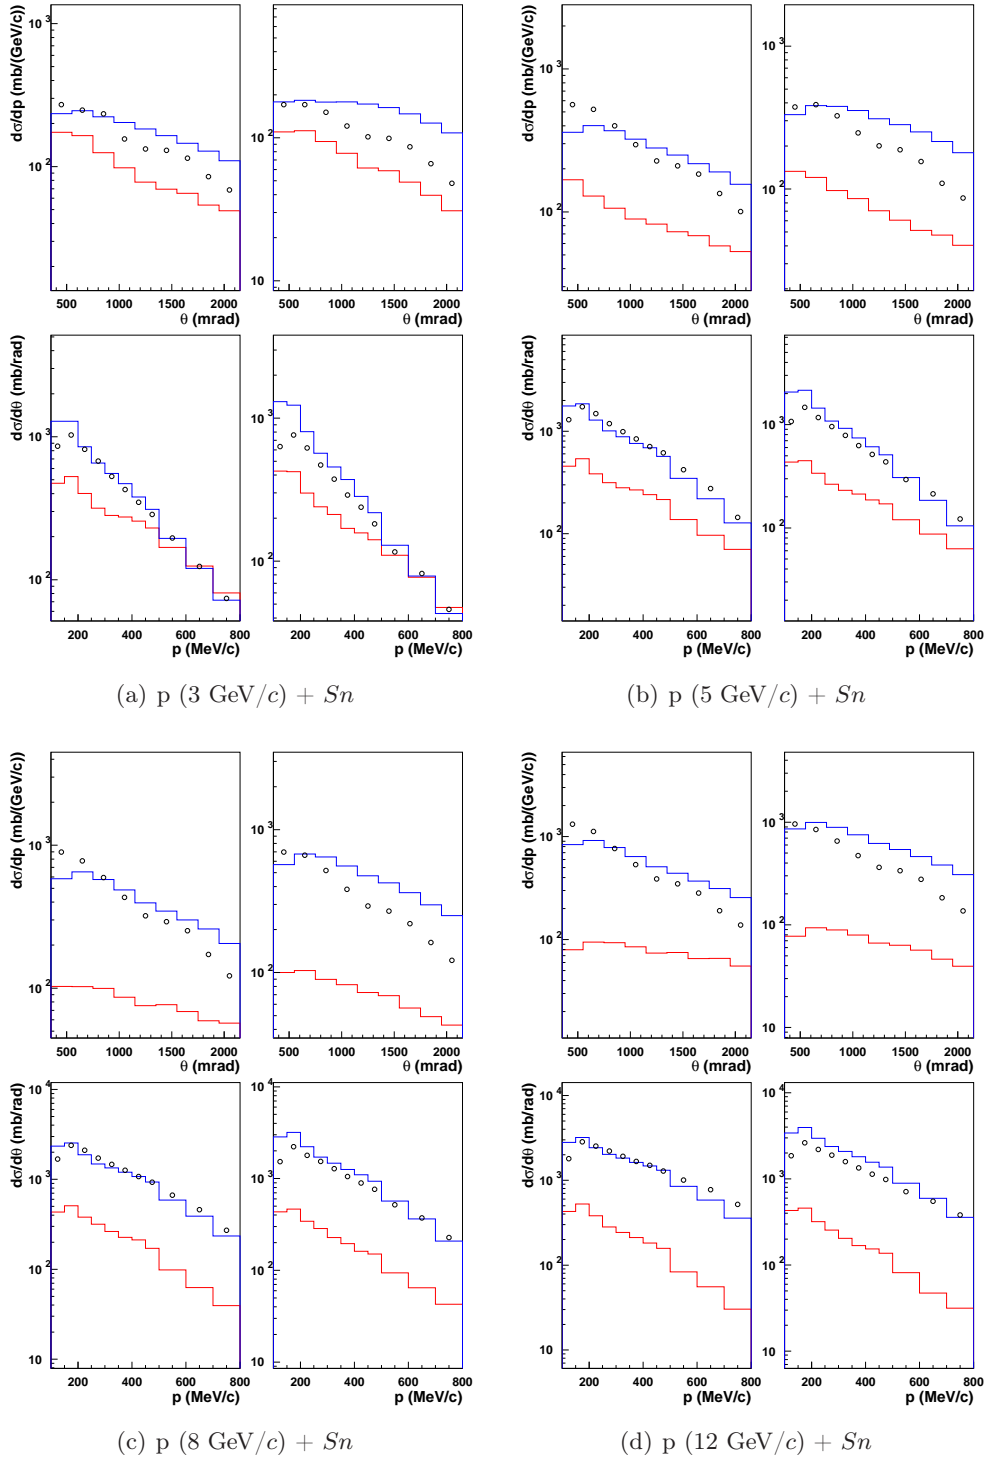 dσ/dp (mb/(GeV/c))
10³
10²
500 1000 1500 2000
θ (mrad)
10²
10
500 1000 1500 2000
θ (mrad)
dσ/dθ (mb/rad)
10³
10²
200 400 600 800
p (MeV/c)
10³
10²
200 400 600 800
p (MeV/c)
(a) p (3 GeV/c) + Sn
dσ/dp (mb/(GeV/c))
10³
10²
500 1000 1500 2000
θ (mrad)
10³
10²
500 1000 1500 2000
θ (mrad)
dσ/dθ (mb/rad)
10⁴
10³
10²
200 400 600 800
p (MeV/c)
10⁴
10³
10²
200 400 600 800
p (MeV/c)
(b) p (5 GeV/c) + Sn
dσ/dp (mb/(GeV/c))
10³
10²
500 1000 1500 2000
θ (mrad)
10³
10²
500 1000 1500 2000
θ (mrad)
dσ/dθ (mb/rad)
10⁴
10³
10²
10
200 400 600 800
p (MeV/c)
10⁴
10³
10²
10
200 400 600 800
p (MeV/c)
(c) p (8 GeV/c) + Sn
dσ/dp (mb/(GeV/c))
10³
10²
500 1000 1500 2000
θ (mrad)
10³
10²
10
500 1000 1500 2000
θ (mrad)
dσ/dθ (mb/rad)
10⁴
10³
10²
10
200 400 600 800
p (MeV/c)
10⁴
10³
10²
10
200 400 600 800
p (MeV/c)
(d) p (12 GeV/c) + Sn